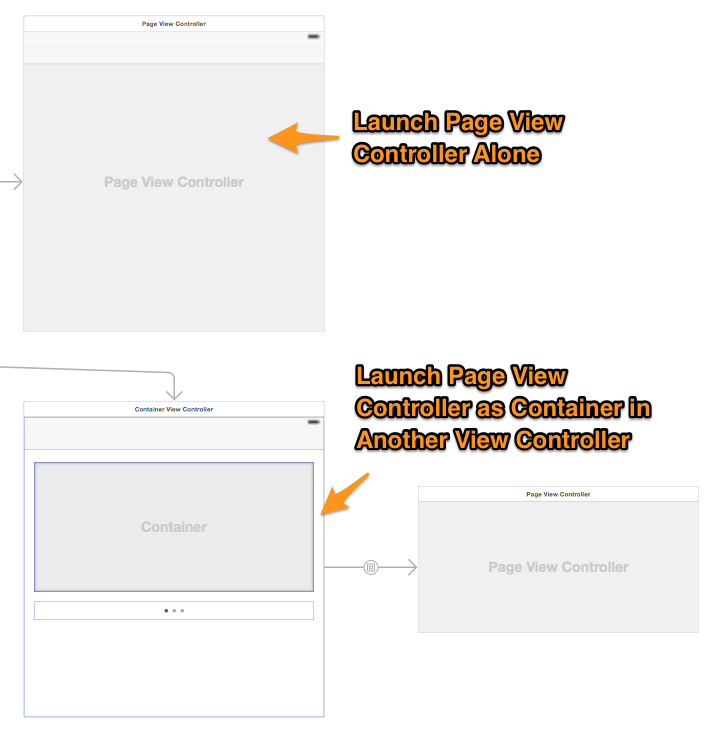 Page View Controller
Launch Page View
Controller Alone
Page View Controller
Launch Page View
Controller as Container in
Another View Controller
Container View Controller
Page View Controller
Container
Page View Controller